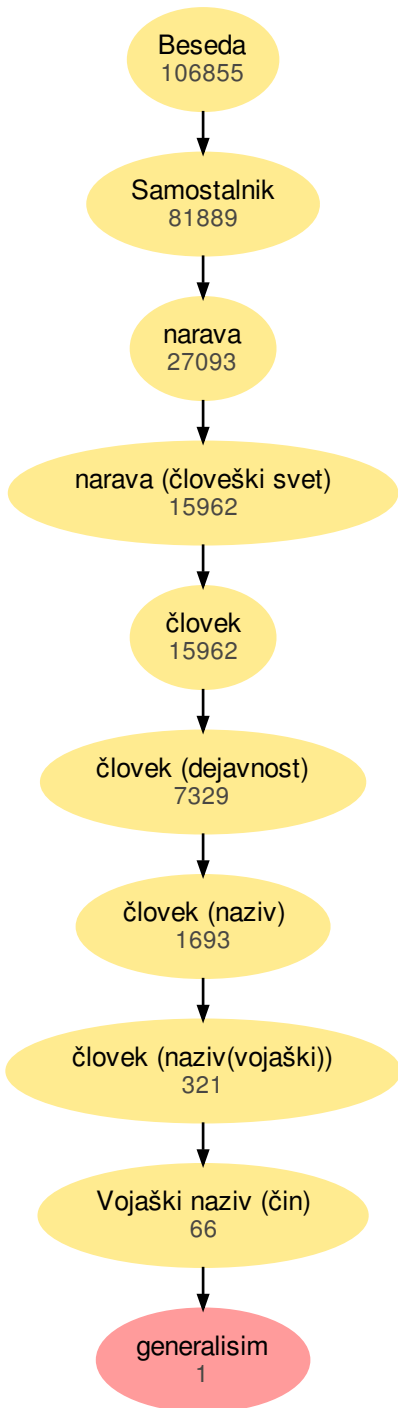 Beseda
106855
Samostalnik
81889
narava
27093
narava (človeški svet)
15962
človek
15962
človek (dejavnost)
7329
človek (naziv)
1693
človek (naziv(vojaški))
321
Vojaški naziv (čin)
66
generalisim
1